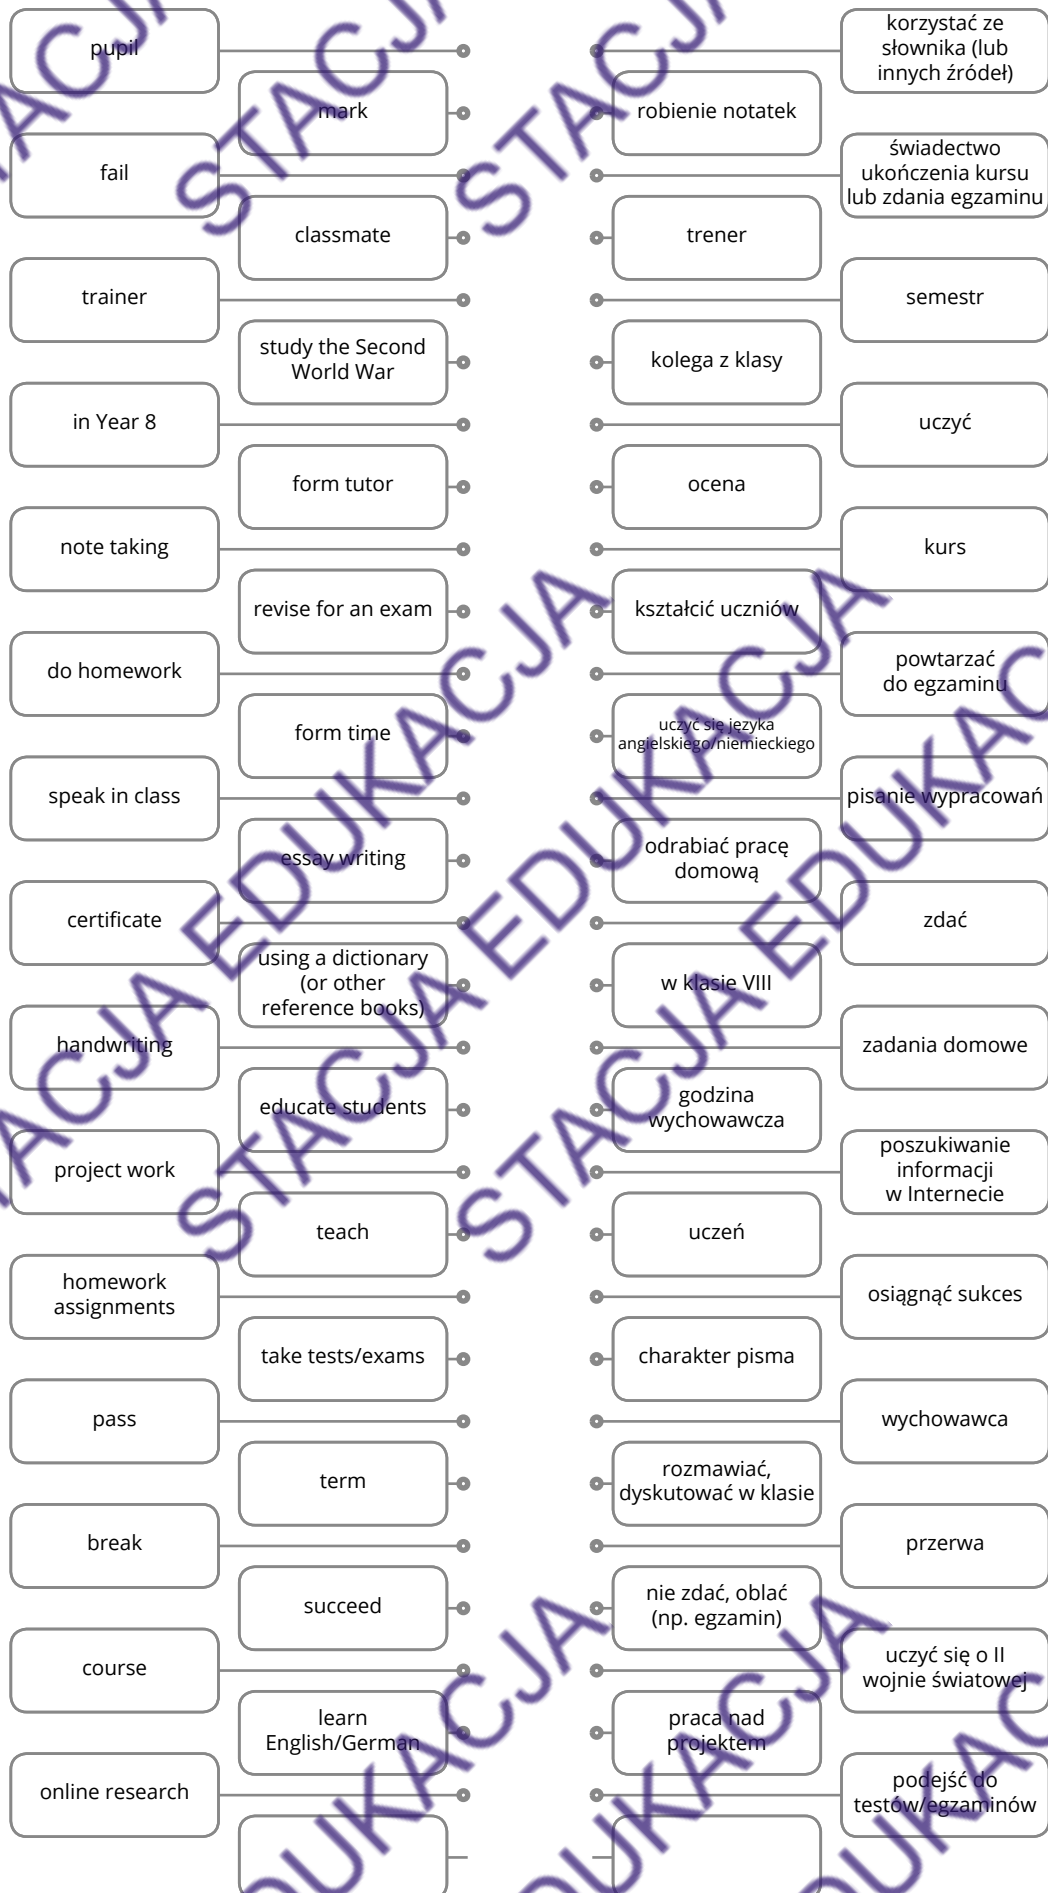 pupil
korzystać ze
słownika (lub
innych źródeł)
mark
robienie notatek
fail
świadectwo
ukończenia kursu
lub zdania egzaminu
classmate
trener
trainer
semestr
study the Second
World War
kolega z klasy
in Year 8
uczyć
form tutor
ocena
note taking
kurs
revise for an exam
kształcić uczniów
do homework
powtarzać
do egzaminu
form time
uczyć się języka
angielskiego/niemieckiego
speak in class
pisanie wypracowań
essay writing
odrabiać pracę
domową
certificate
zdać
using a dictionary
(or other
reference books)
w klasie VIII
handwriting
zadania domowe
educate students
godzina
wychowawcza
project work
poszukiwanie
informacji
w Internecie
teach
uczeń
homework
assignments
osiągnąć sukces
take tests/exams
charakter pisma
pass
wychowawca
term
rozmawiać,
dyskutować w klasie
break
przerwa
succeed
nie zdać, oblać
(np. egzamin)
course
uczyć się o II
wojnie światowej
learn
English/German
praca nad
projektem
online research
podejść do
testów/egzaminów
STACJA EDUKACJA
STACJA EDUKACJA
STACJA EDUKACJA